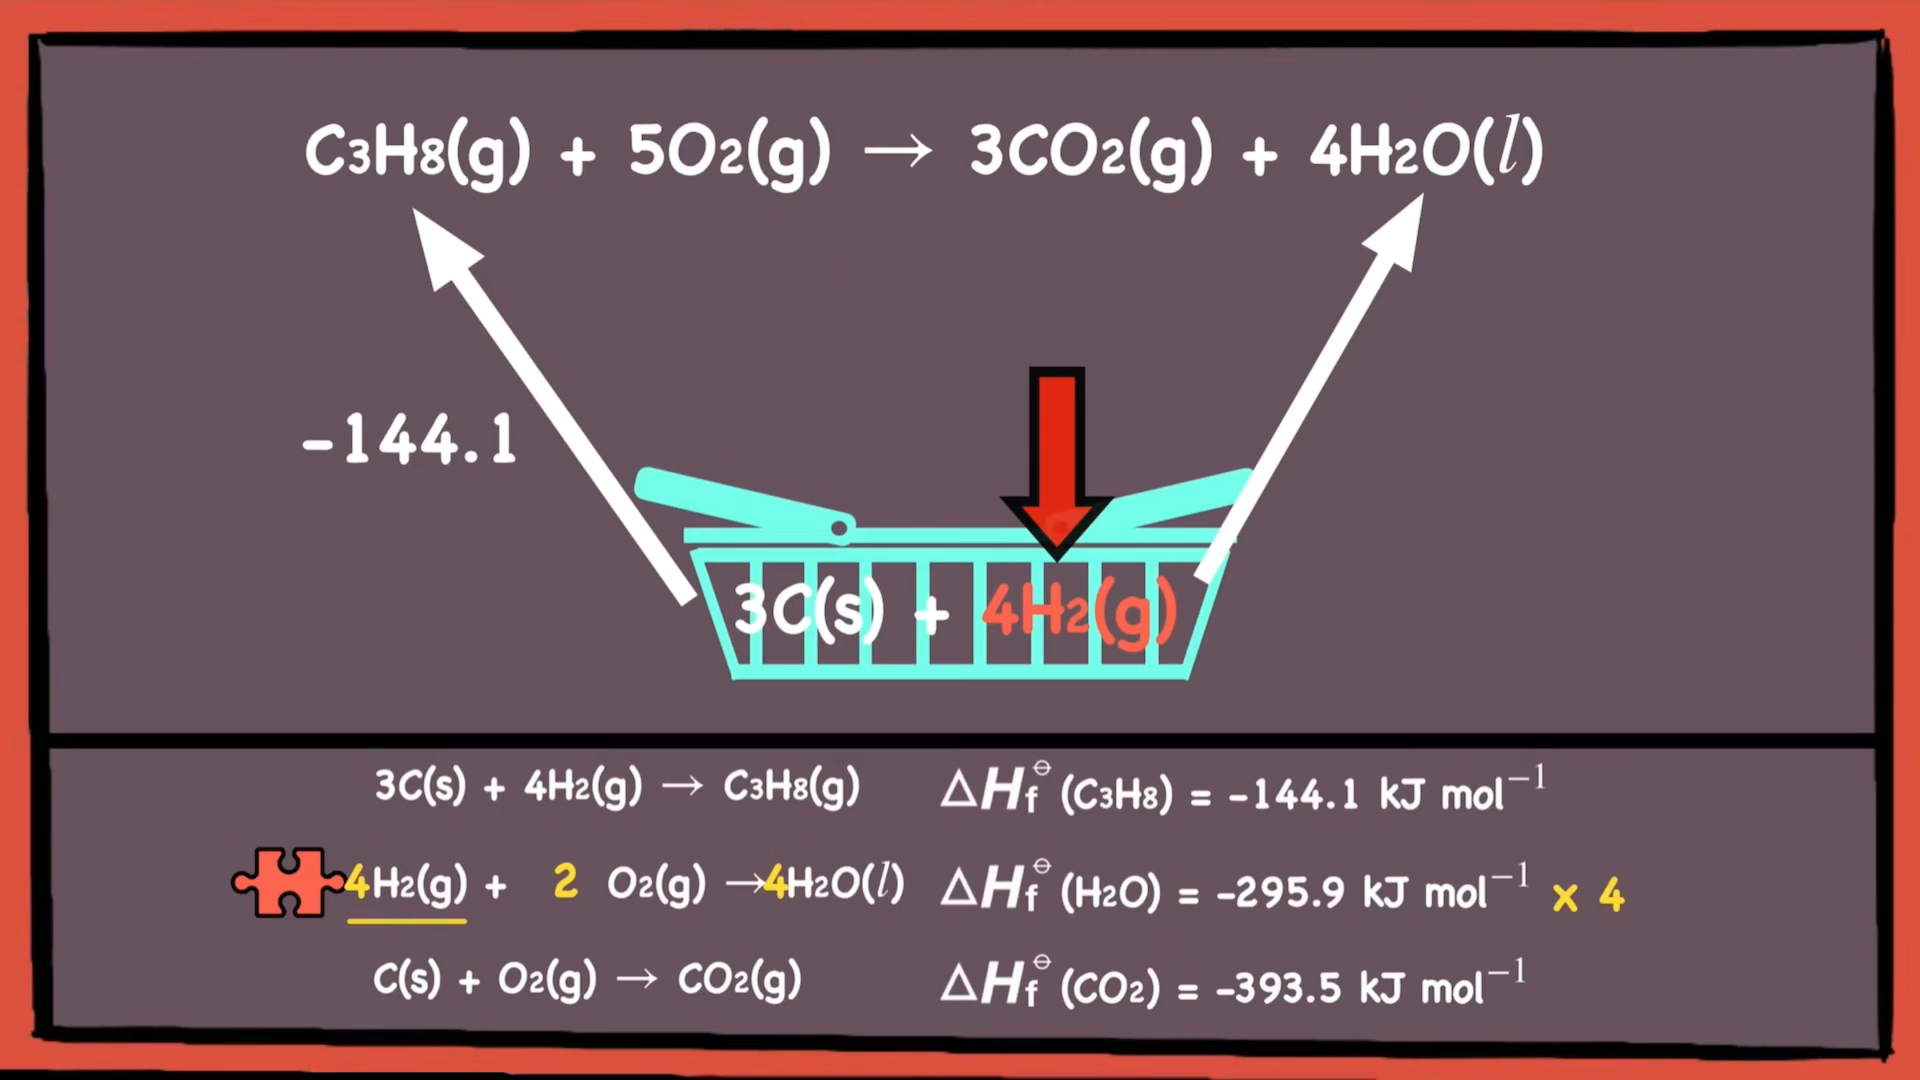 C3H8(g) + 5O2(g) → 3CO2(g) + 4H2O(l)
-144.1
3C(s) + 4H2(g)
3C(s) + 4H2(g) → C3H8(g) ΔHf⦵ (C3H8) = -144.1 kJ mol−1
4H2(g) + 2 O2(g) → 4H2O(l) ΔHf⦵ (H2O) = -295.9 kJ mol−1 x 4
C(s) + O2(g) → CO2(g) ΔHf⦵ (CO2) = -393.5 kJ mol−1